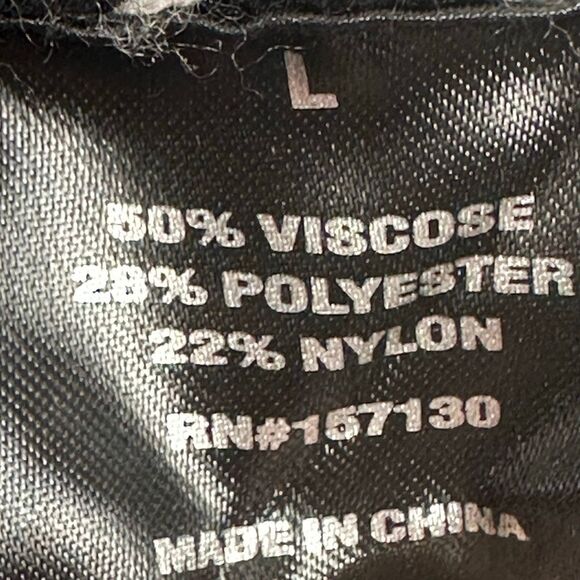 L
50% VISCOSE
28% POLYESTER
22% NYLON
RN#157130
MADE IN CHINA